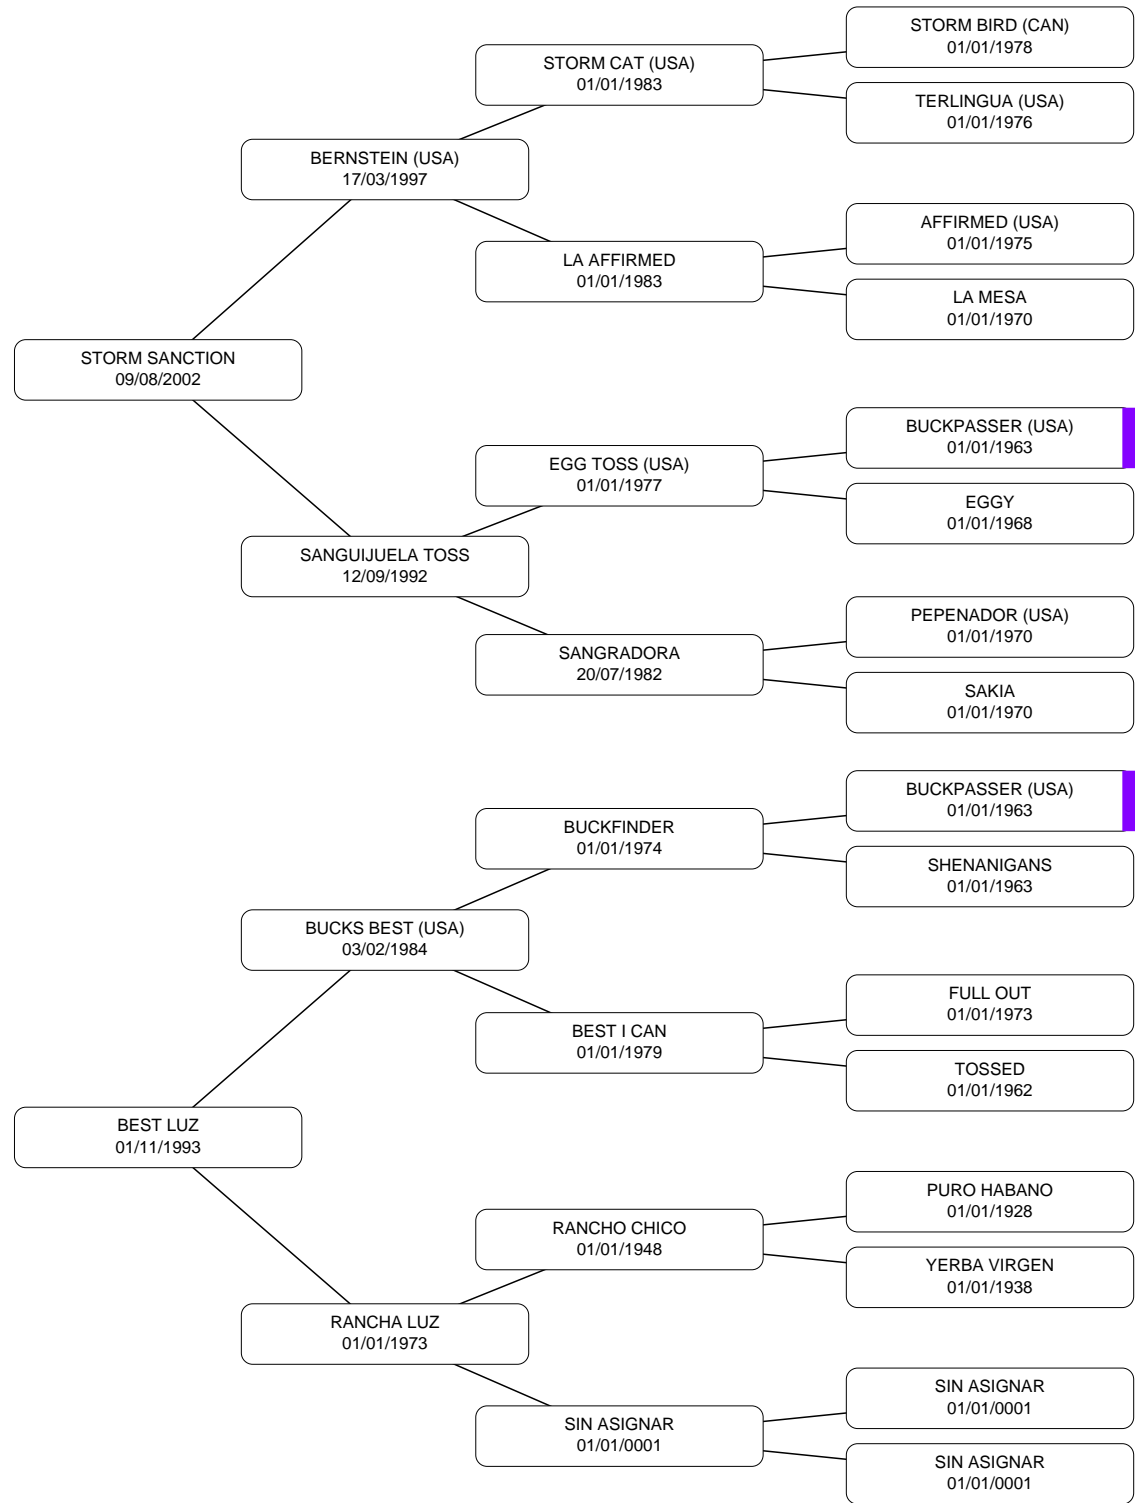 STORM BIRD (CAN)
01/01/1978
STORM CAT (USA)
01/01/1983
TERLINGUA (USA)
01/01/1976
BERNSTEIN (USA)
17/03/1997
AFFIRMED (USA)
01/01/1975
LA AFFIRMED
01/01/1983
LA MESA
01/01/1970
STORM SANCTION
09/08/2002
BUCKPASSER (USA)
01/01/1963
EGG TOSS (USA)
01/01/1977
EGGY
01/01/1968
SANGUIJUELA TOSS
12/09/1992
PEPENADOR (USA)
01/01/1970
SANGRADORA
20/07/1982
SAKIA
01/01/1970
BUCKPASSER (USA)
01/01/1963
BUCKFINDER
01/01/1974
SHENANIGANS
01/01/1963
BUCKS BEST (USA)
03/02/1984
FULL OUT
01/01/1973
BEST I CAN
01/01/1979
TOSSED
01/01/1962
BEST LUZ
01/11/1993
PURO HABANO
01/01/1928
RANCHO CHICO
01/01/1948
YERBA VIRGEN
01/01/1938
RANCHA LUZ
01/01/1973
SIN ASIGNAR
01/01/0001
SIN ASIGNAR
01/01/0001
SIN ASIGNAR
01/01/0001